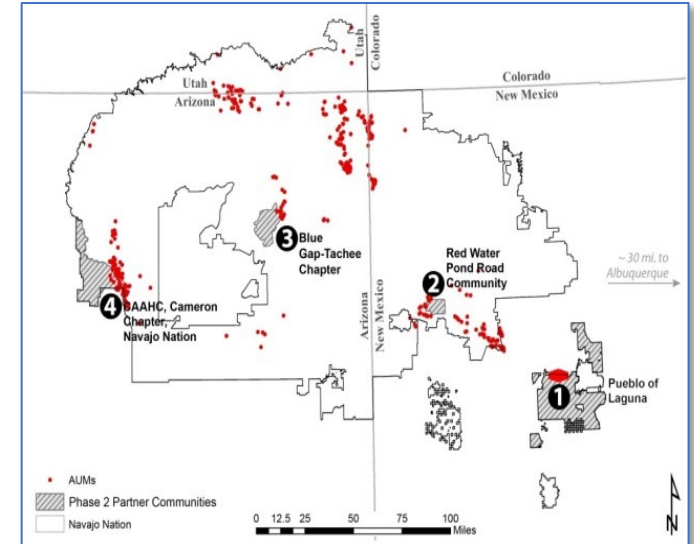 Utah
Colorado
Utah
Arizona
Colorado
New Mexico
3 Blue
Gap-Tachee
Chapter
Red Water
Pond Road
2 Community
~ 30 mi. to
Albuquerque
4 GAAHC, Cameron
Chapter,
Navajo Nation
Arizona
New Mexico
1
Pueblo of
Laguna
AUMs
Phase 2 Partner Communities
Navajo Nation
0 12.5 25 50 75 100
Miles
N